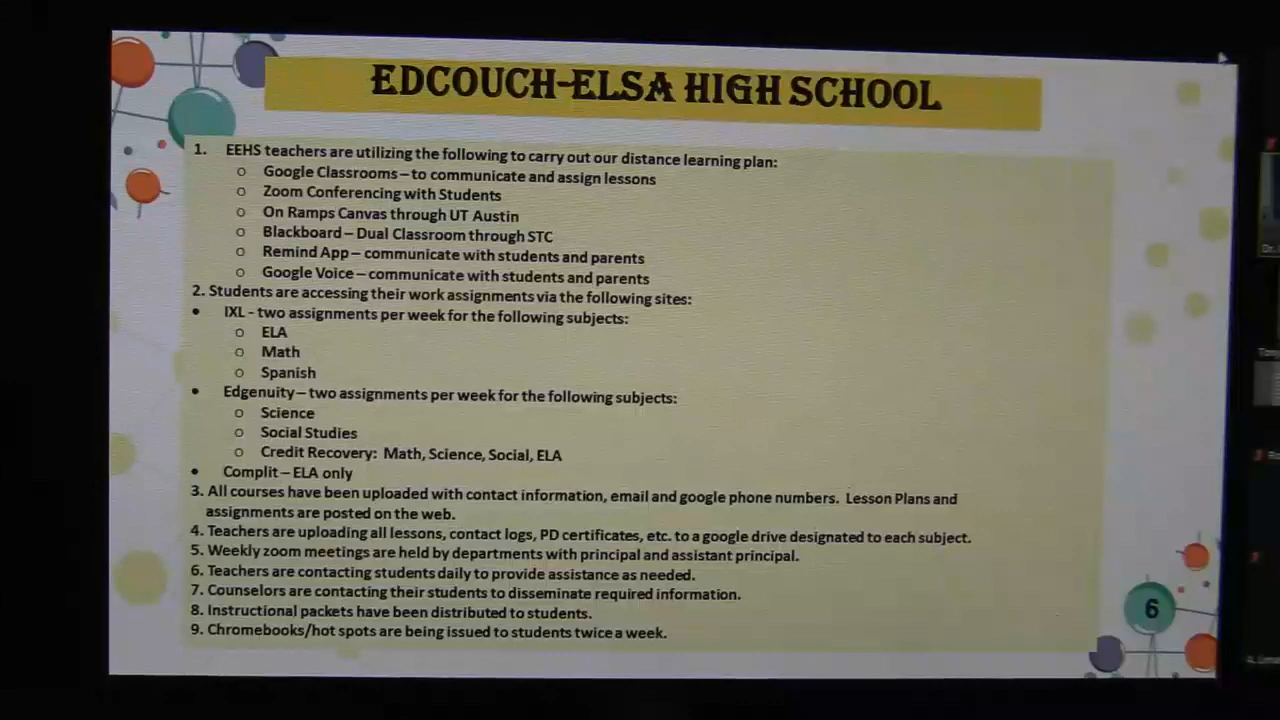 EDCOUCH-ELSA HIGH SCHOOL
1. EEHS teachers are utilizing the following to carry out our distance learning plan:
o Google Classrooms – to communicate and assign lessons
o Zoom Conferencing with Students
o On Ramps Canvas through UT Austin
o Blackboard – Dual Classroom through STC
o Remind App – communicate with students and parents
o Google Voice – communicate with students and parents
2. Students are accessing their work assignments via the following sites:
• IXL - two assignments per week for the following subjects:
o ELA
o Math
o Spanish
• Edgenuity – two assignments per week for the following subjects:
o Science
o Social Studies
o Credit Recovery: Math, Science, Social, ELA
• Complit – ELA only
3. All courses have been uploaded with contact information, email and google phone numbers. Lesson Plans and
assignments are posted on the web.
4. Teachers are uploading all lessons, contact logs, PD certificates, etc. to a google drive designated to each subject.
5. Weekly zoom meetings are held by departments with principal and assistant principal.
6. Teachers are contacting students daily to provide assistance as needed.
7. Counselors are contacting their students to disseminate required information.
8. Instructional packets have been distributed to students.
9. Chromebooks/hot spots are being issued to students twice a week.
6
Dr.